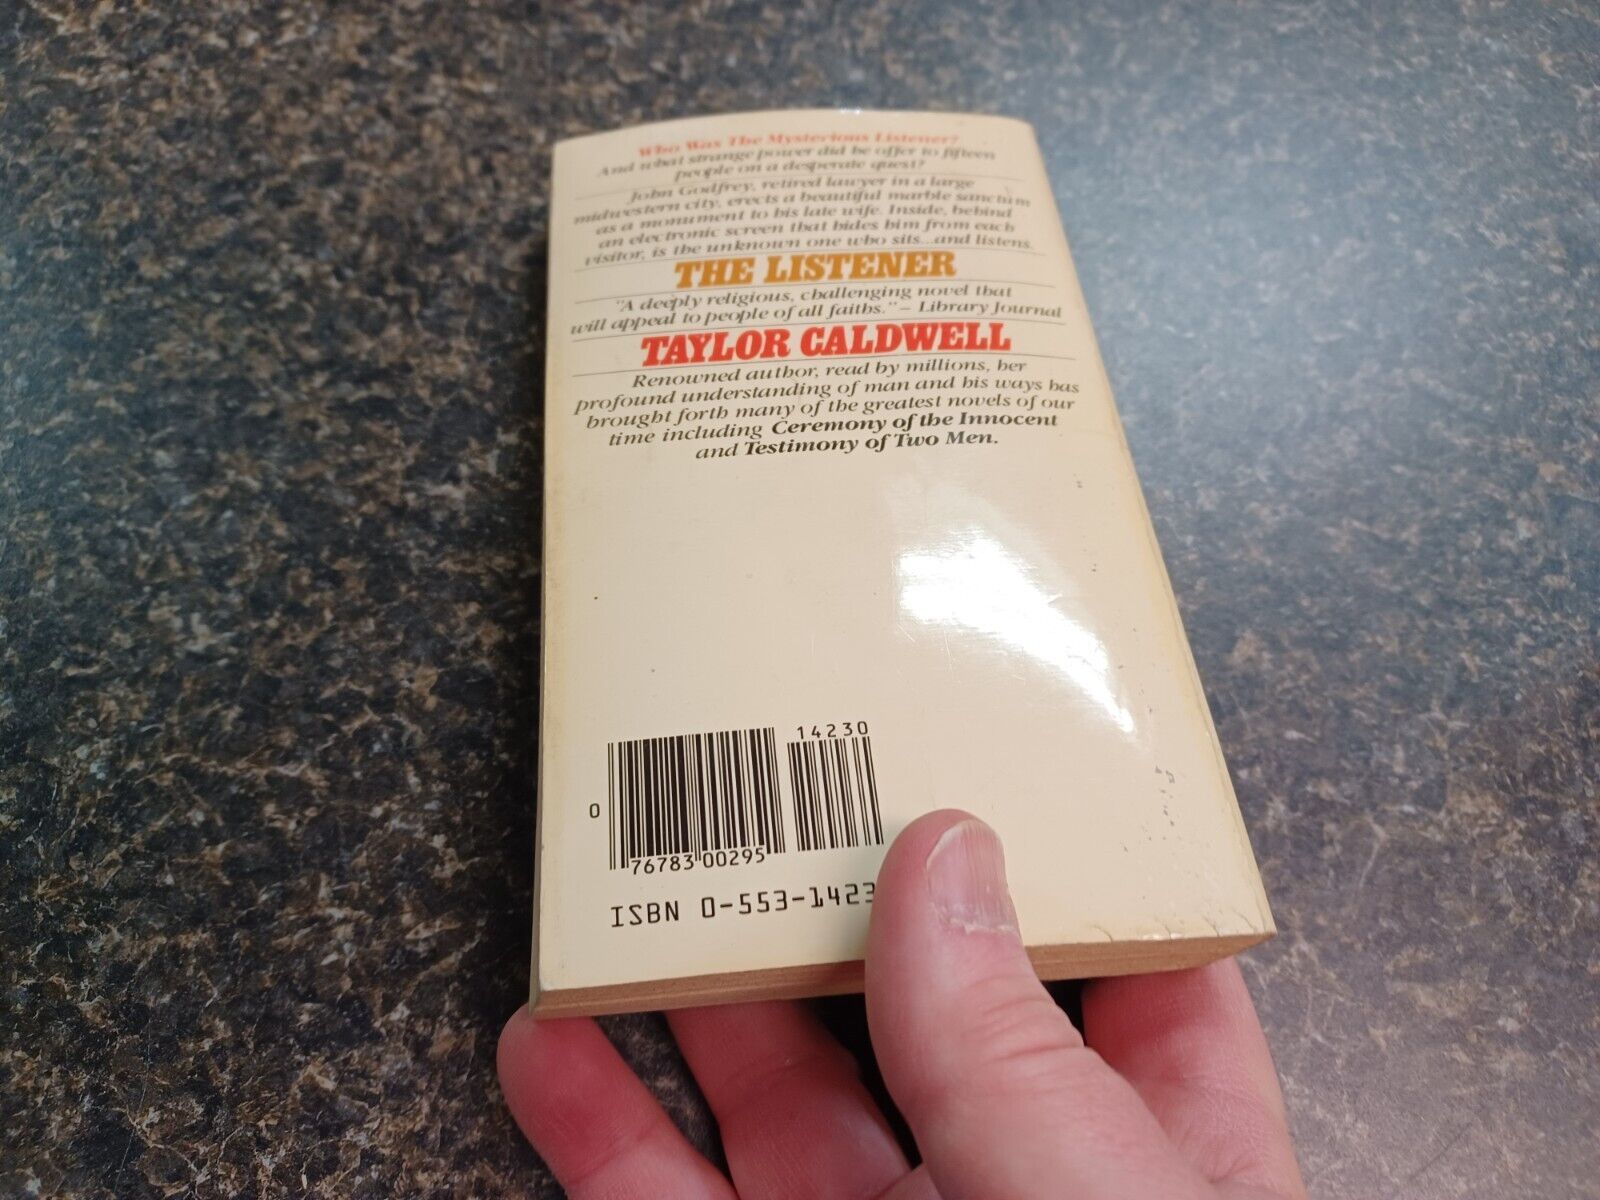 Who Was The Mysterious Listener?
And what strange power did he offer to fifteen
people on a desperate quest?
John Godfrey, retired lawyer in a large
midwestern city, erects a beautiful marble sanctum
as a monument to his late wife. Inside, behind
an electronic screen that hides him from each
visitor, is the unknown one who sits...and listens.
THE LISTENER
"A deeply religious, challenging novel that
will appeal to people of all faiths." – Library Journal
TAYLOR CALDWELL
Renowned author, read by millions, her
profound understanding of man and his ways has
brought forth many of the greatest novels of our
time including Ceremony of the Innocent
and Testimony of Two Men.
14230
0 76783 00295
ISBN 0-553-1423